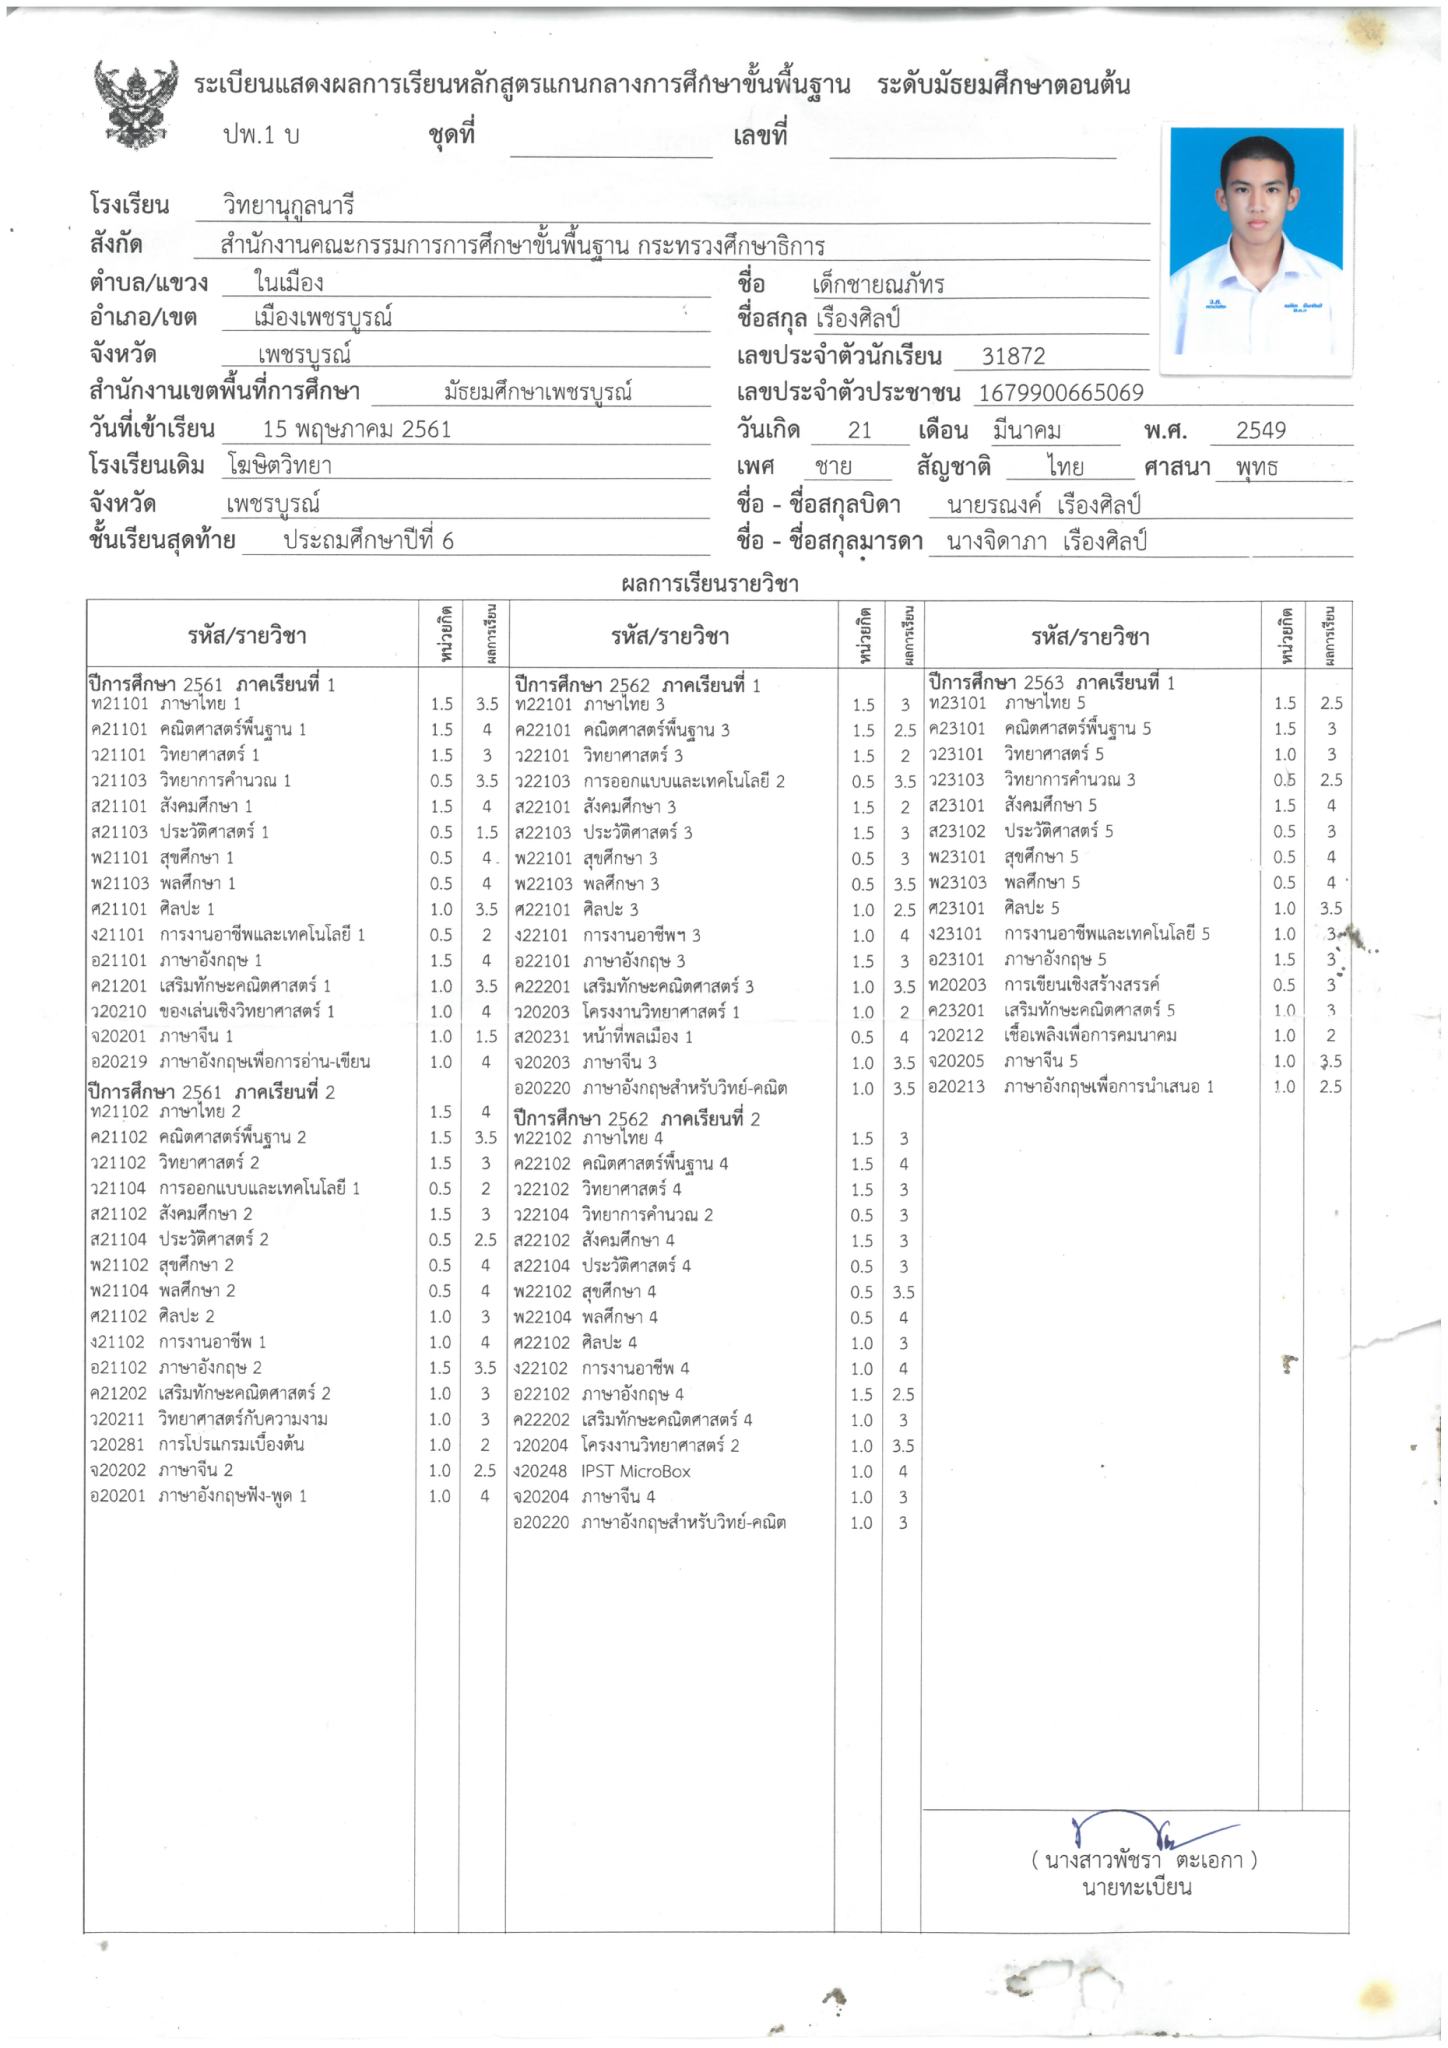 ระเบียนแสดงผลการเรียนหลักสูตรแกนกลางการศึกษาขั้นพื้นฐาน ระดับมัธยมศึกษาตอนต้น
ปพ.1 บ ชุดที่ เลขที่
โรงเรียน วิทยานุกูลนารี
สังกัด สำนักงานคณะกรรมการการศึกษาขั้นพื้นฐาน กระทรวงศึกษาธิการ
ตำบล/แขวง ในเมือง
อำเภอ/เขต เมืองเพชรบูรณ์
จังหวัด เพชรบูรณ์
สำนักงานเขตพื้นที่การศึกษา มัธยมศึกษาเพชรบูรณ์
วันที่เข้าเรียน 15 พฤษภาคม 2561
โรงเรียนเดิม โฆษิตวิทยา
จังหวัด เพชรบูรณ์
ชั้นเรียนสุดท้าย ประถมศึกษาปีที่ 6
ชื่อ เด็กชายณภัทร
ชื่อสกุล เรืองศิลป์
เลขประจำตัวนักเรียน 31872
เลขประจำตัวประชาชน 1679900665069
วันเกิด 21 เดือน มีนาคม พ.ศ. 2549
เพศ ชาย สัญชาติ ไทย ศาสนา พุทธ
ชื่อ - ชื่อสกุลบิดา นายรณงค์ เรืองศิลป์
ชื่อ - ชื่อสกุลมารดา นางจิดาภา เรืองศิลป์
ผลการเรียนรายวิชา
รหัส/รายวิชา หน่วยกิต ผลการเรียน
ปีการศึกษา 2561 ภาคเรียนที่ 1
ท21101 ภาษาไทย 1 1.5 3.5
ค21101 คณิตศาสตร์พื้นฐาน 1 1.5 4
ว21101 วิทยาศาสตร์ 1 1.5 3
ว21103 วิทยาการคำนวณ 1 0.5 3.5
ส21101 สังคมศึกษา 1 1.5 4
ส21103 ประวัติศาสตร์ 1 0.5 1.5
พ21101 สุขศึกษา 1 0.5 4
พ21103 พลศึกษา 1 0.5 4
ศ21101 ศิลปะ 1 1.0 3.5
ง21101 การงานอาชีพและเทคโนโลยี 1 0.5 2
อ21101 ภาษาอังกฤษ 1 1.5 4
ค21201 เสริมทักษะคณิตศาสตร์ 1 1.0 3.5
ว20210 ของเล่นเชิงวิทยาศาสตร์ 1 1.0 4
จ20201 ภาษาจีน 1 1.0 1.5
อ20219 ภาษาอังกฤษเพื่อการอ่าน-เขียน 1.0 4
ปีการศึกษา 2561 ภาคเรียนที่ 2
ท21102 ภาษาไทย 2 1.5 4
ค21102 คณิตศาสตร์พื้นฐาน 2 1.5 3.5
ว21102 วิทยาศาสตร์ 2 1.5 3
ว21104 การออกแบบและเทคโนโลยี 1 0.5 2
ส21102 สังคมศึกษา 2 1.5 3
ส21104 ประวัติศาสตร์ 2 0.5 2.5
พ21102 สุขศึกษา 2 0.5 4
พ21104 พลศึกษา 2 0.5 4
ศ21102 ศิลปะ 2 1.0 3
ง21102 การงานอาชีพ 1 1.0 4
อ21102 ภาษาอังกฤษ 2 1.5 3.5
ค21202 เสริมทักษะคณิตศาสตร์ 2 1.0 3
ว20211 วิทยาศาสตร์กับความงาม 1.0 3
ว20281 การโปรแกรมเบื้องต้น 1.0 2
จ20202 ภาษาจีน 2 1.0 2.5
อ20201 ภาษาอังกฤษฟัง-พูด 1 1.0 4
รหัส/รายวิชา หน่วยกิต ผลการเรียน
ปีการศึกษา 2562 ภาคเรียนที่ 1
ท22101 ภาษาไทย 3 1.5 3
ค22101 คณิตศาสตร์พื้นฐาน 3 1.5 2.5
ว22101 วิทยาศาสตร์ 3 1.5 2
ว22103 การออกแบบและเทคโนโลยี 2 0.5 3.5
ส22101 สังคมศึกษา 3 1.5 2
ส22103 ประวัติศาสตร์ 3 1.5 3
พ22101 สุขศึกษา 3 0.5 3
พ22103 พลศึกษา 3 0.5 3.5
ศ22101 ศิลปะ 3 1.0 2.5
ง22101 การงานอาชีพฯ 3 1.0 4
อ22101 ภาษาอังกฤษ 3 1.5 3
ค22201 เสริมทักษะคณิตศาสตร์ 3 1.0 3.5
ว20203 โครงงานวิทยาศาสตร์ 1 1.0 2
ส20231 หน้าที่พลเมือง 1 0.5 4
จ20203 ภาษาจีน 3 1.0 3.5
อ20220 ภาษาอังกฤษสำหรับวิทย์-คณิต 1.0 3.5
ปีการศึกษา 2562 ภาคเรียนที่ 2
ท22102 ภาษาไทย 4 1.5 3
ค22102 คณิตศาสตร์พื้นฐาน 4 1.5 4
ว22102 วิทยาศาสตร์ 4 1.5 3
ว22104 วิทยาการคำนวณ 2 0.5 3
ส22102 สังคมศึกษา 4 1.5 3
ส22104 ประวัติศาสตร์ 4 0.5 3
พ22102 สุขศึกษา 4 0.5 3.5
พ22104 พลศึกษา 4 0.5 4
ศ22102 ศิลปะ 4 1.0 3
ง22102 การงานอาชีพ 4 1.0 4
อ22102 ภาษาอังกฤษ 4 1.5 2.5
ค22202 เสริมทักษะคณิตศาสตร์ 4 1.0 3
ว20204 โครงงานวิทยาศาสตร์ 2 1.0 3.5
ง20248 IPST MicroBox 1.0 4
จ20204 ภาษาจีน 4 1.0 3
อ20220 ภาษาอังกฤษสำหรับวิทย์-คณิต 1.0 3
รหัส/รายวิชา หน่วยกิต ผลการเรียน
ปีการศึกษา 2563 ภาคเรียนที่ 1
ท23101 ภาษาไทย 5 1.5 2.5
ค23101 คณิตศาสตร์พื้นฐาน 5 1.5 3
ว23101 วิทยาศาสตร์ 5 1.0 3
ว23103 วิทยาการคำนวณ 3 0.5 2.5
ส23101 สังคมศึกษา 5 1.5 4
ส23102 ประวัติศาสตร์ 5 0.5 3
พ23101 สุขศึกษา 5 0.5 4
พ23103 พลศึกษา 5 0.5 4
ศ23101 ศิลปะ 5 1.0 3.5
ง23101 การงานอาชีพและเทคโนโลยี 5 1.0 3
อ23101 ภาษาอังกฤษ 5 1.5 3
ท20203 การเขียนเชิงสร้างสรรค์ 0.5 3
ค23201 เสริมทักษะคณิตศาสตร์ 5 1.0 3
ว20212 เชื้อเพลิงเพื่อการคมนาคม 1.0 2
จ20205 ภาษาจีน 5 1.0 3.5
อ20213 ภาษาอังกฤษเพื่อการนำเสนอ 1 1.0 2.5
( นางสาวพัชรา ตะเอกา )
นายทะเบียน